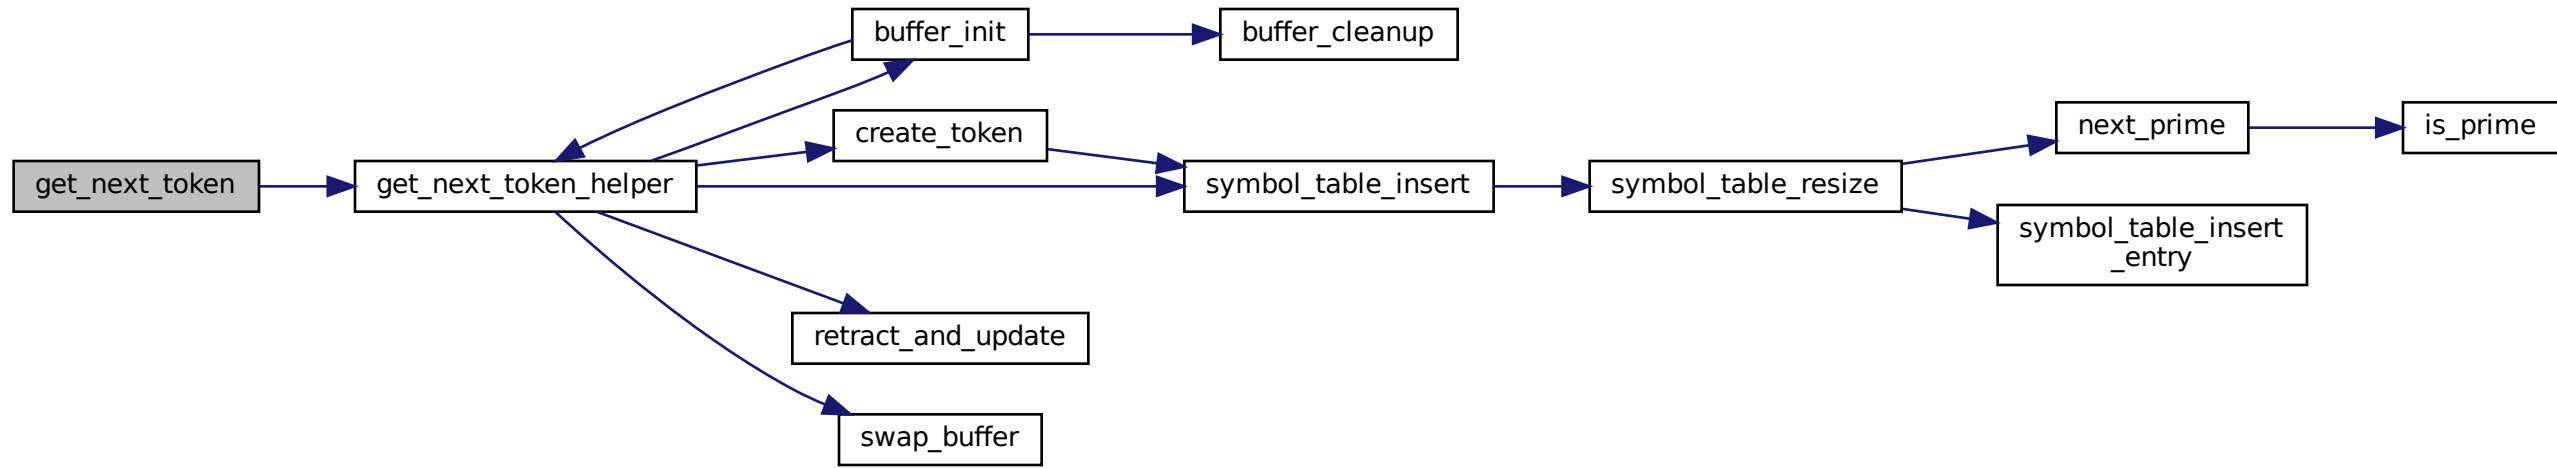 get_next_token
get_next_token_helper
buffer_init
buffer_cleanup
create_token
symbol_table_insert
symbol_table_resize
next_prime
is_prime
symbol_table_insert
_entry
retract_and_update
swap_buffer